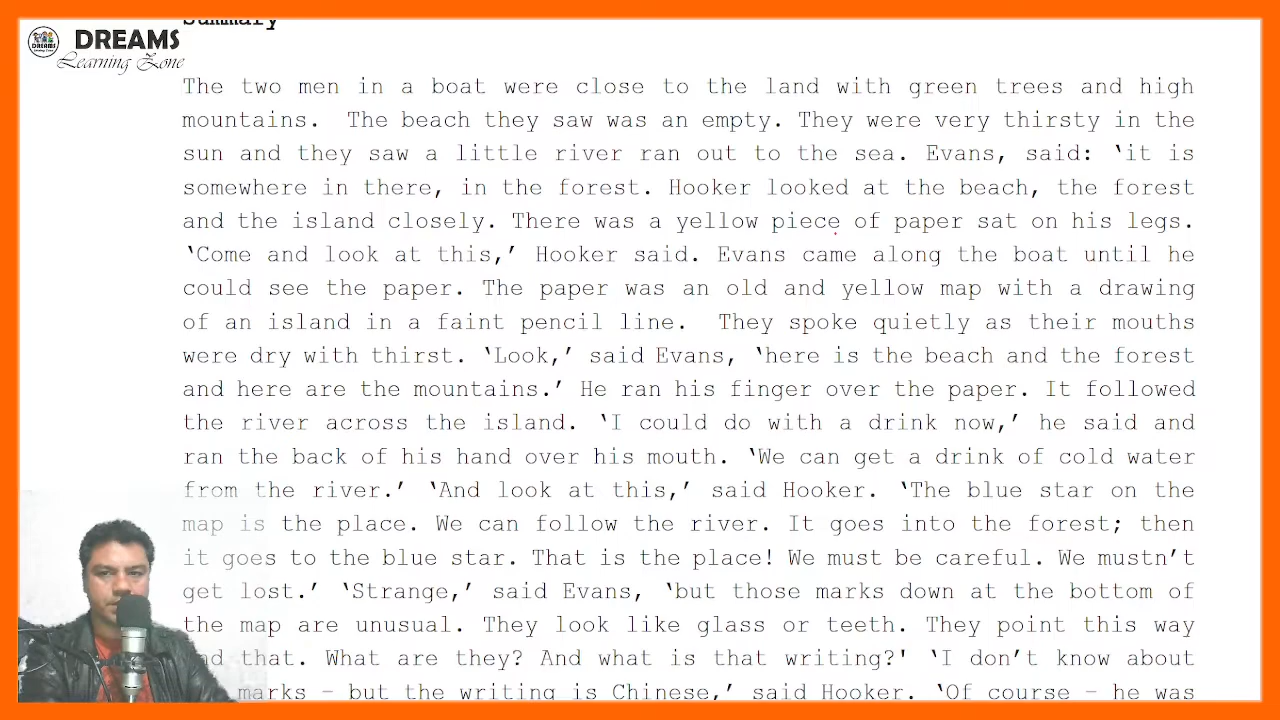 Summary
DREAMS
Learning Zone
The two men in a boat were close to the land with green trees and high
mountains.  The beach they saw was an empty. They were very thirsty in the
sun and they saw a little river ran out to the sea. Evans, said: ‘it is
somewhere in there, in the forest. Hooker looked at the beach, the forest
and the island closely. There was a yellow piece of paper sat on his legs.
‘Come and look at this,’ Hooker said. Evans came along the boat until he
could see the paper. The paper was an old and yellow map with a drawing
of an island in a faint pencil line.  They spoke quietly as their mouths
were dry with thirst. ‘Look,’ said Evans, ‘here is the beach and the forest
and here are the mountains.’ He ran his finger over the paper. It followed
the river across the island. ‘I could do with a drink now,’ he said and
ran the back of his hand over his mouth. ‘We can get a drink of cold water
from the river.’ ‘And look at this,’ said Hooker. ‘The blue star on the
map is the place. We can follow the river. It goes into the forest; then
it goes to the blue star. That is the place! We must be careful. We mustn’t
get lost.’ ‘Strange,’ said Evans, ‘but those marks down at the bottom of
the map are unusual. They look like glass or teeth. They point this way
and that. What are they? And what is that wriiing?' ‘I don’t know about
marks – but the writing is Chinese,’ said Hooker. ‘Of course – he was